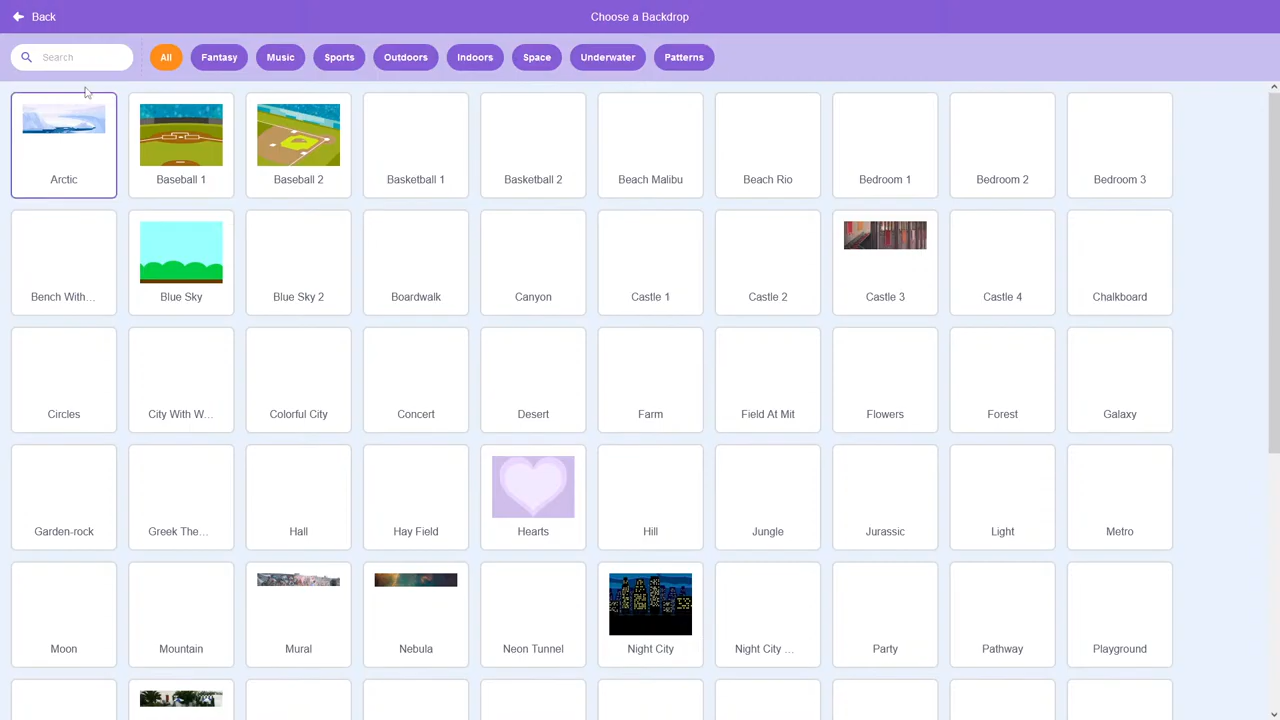 Back
Choose a Backdrop
Search
All Fantasy Music Sports Outdoors Indoors Space Underwater Patterns
Arctic Baseball 1 Baseball 2 Basketball 1 Basketball 2 Beach Malibu Beach Rio Bedroom 1 Bedroom 2 Bedroom 3
Bench With... Blue Sky Blue Sky 2 Boardwalk Canyon Castle 1 Castle 2 Castle 3 Castle 4 Chalkboard
Circles City With W... Colorful City Concert Desert Farm Field At Mit Flowers Forest Galaxy
Garden-rock Greek The... Hall Hay Field Hearts Hill Jungle Jurassic Light Metro
Moon Mountain Mural Nebula Neon Tunnel Night City Night City ... Party Pathway Playground